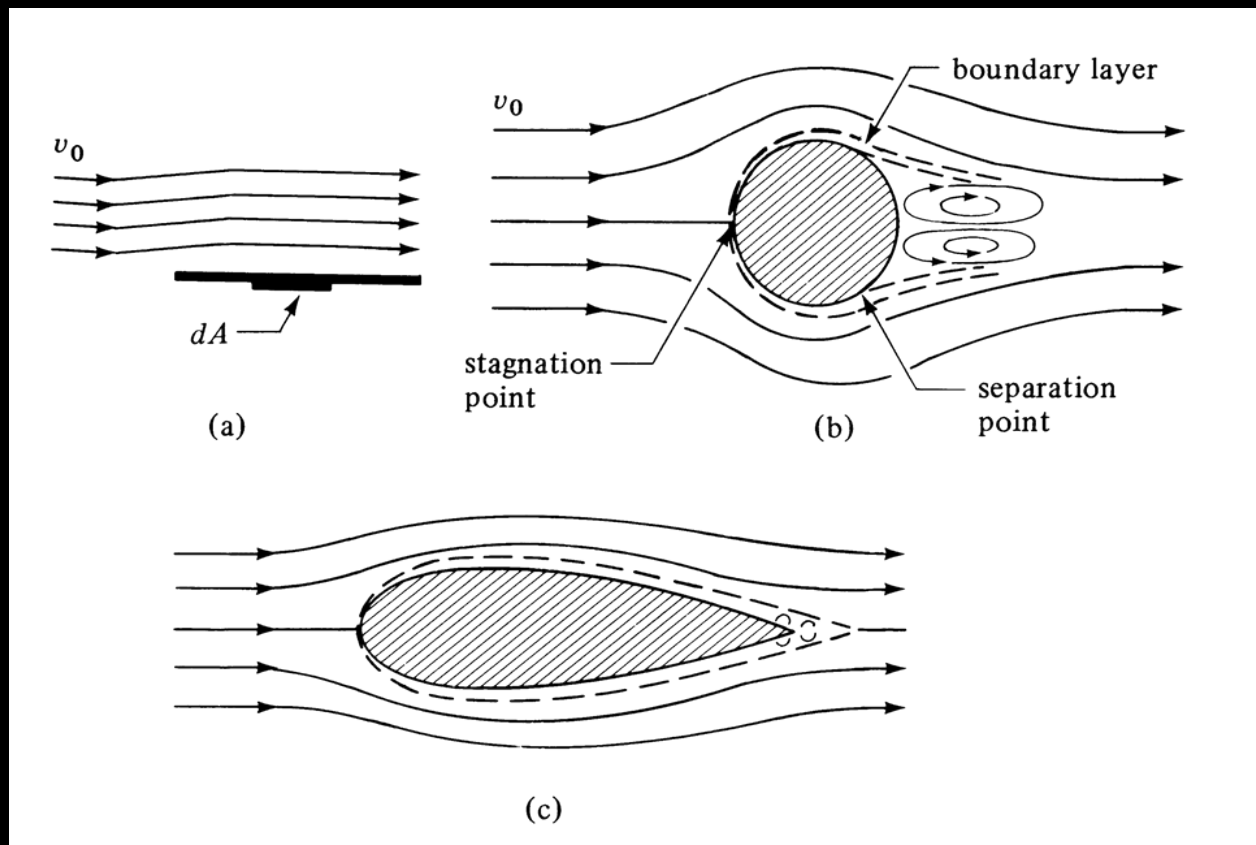 v₀
dA
(a)
v₀
boundary layer
stagnation
point
separation
point
(b)
(c)